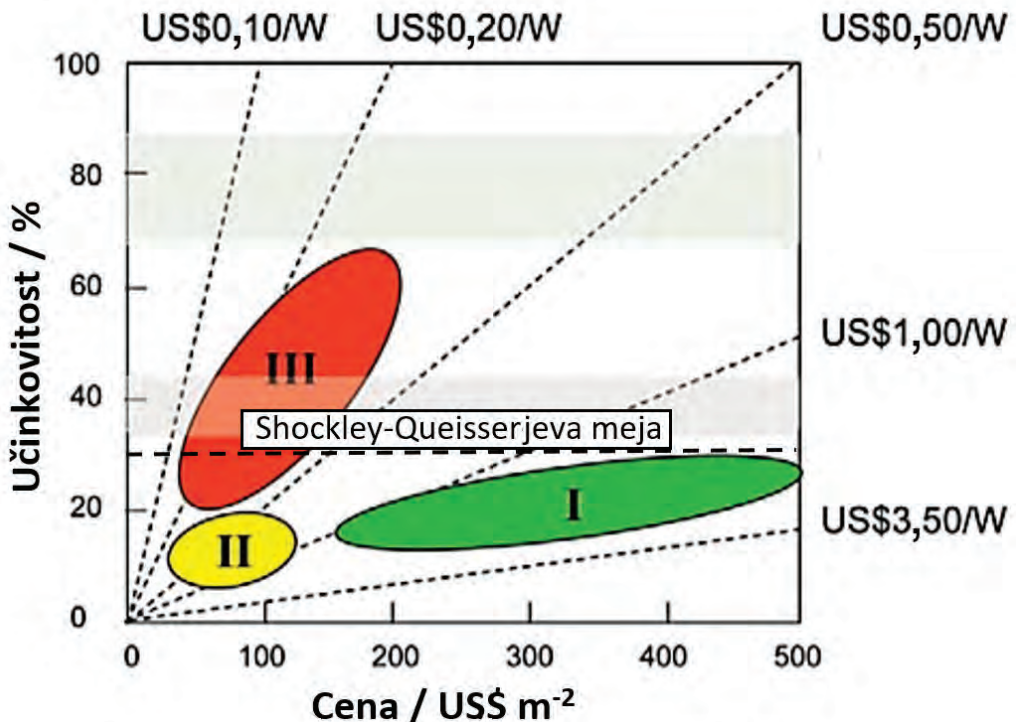 US$0,10/W US$0,20/W US$0,50/W
100
80
60
40
20
0
Učinkovitost / %
III
Shockley-Queisserjeva meja
I
II
US$1,00/W
US$3,50/W
0 100 200 300 400 500
Cena / US$ m-2